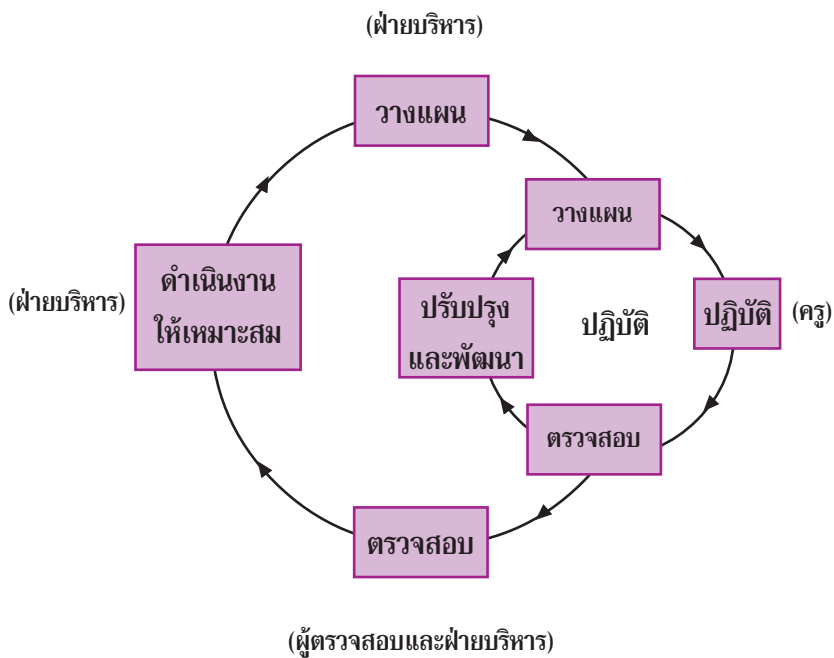 (ฝ่ายบริหาร)
วางแผน
วางแผน
(ฝ่ายบริหาร)
ดำเนินงาน
ให้เหมาะสม
ปรับปรุง
และพัฒนา
ปฏิบัติ
ปฏิบัติ
(ครู)
ตรวจสอบ
ตรวจสอบ
(ผู้ตรวจสอบและฝ่ายบริหาร)